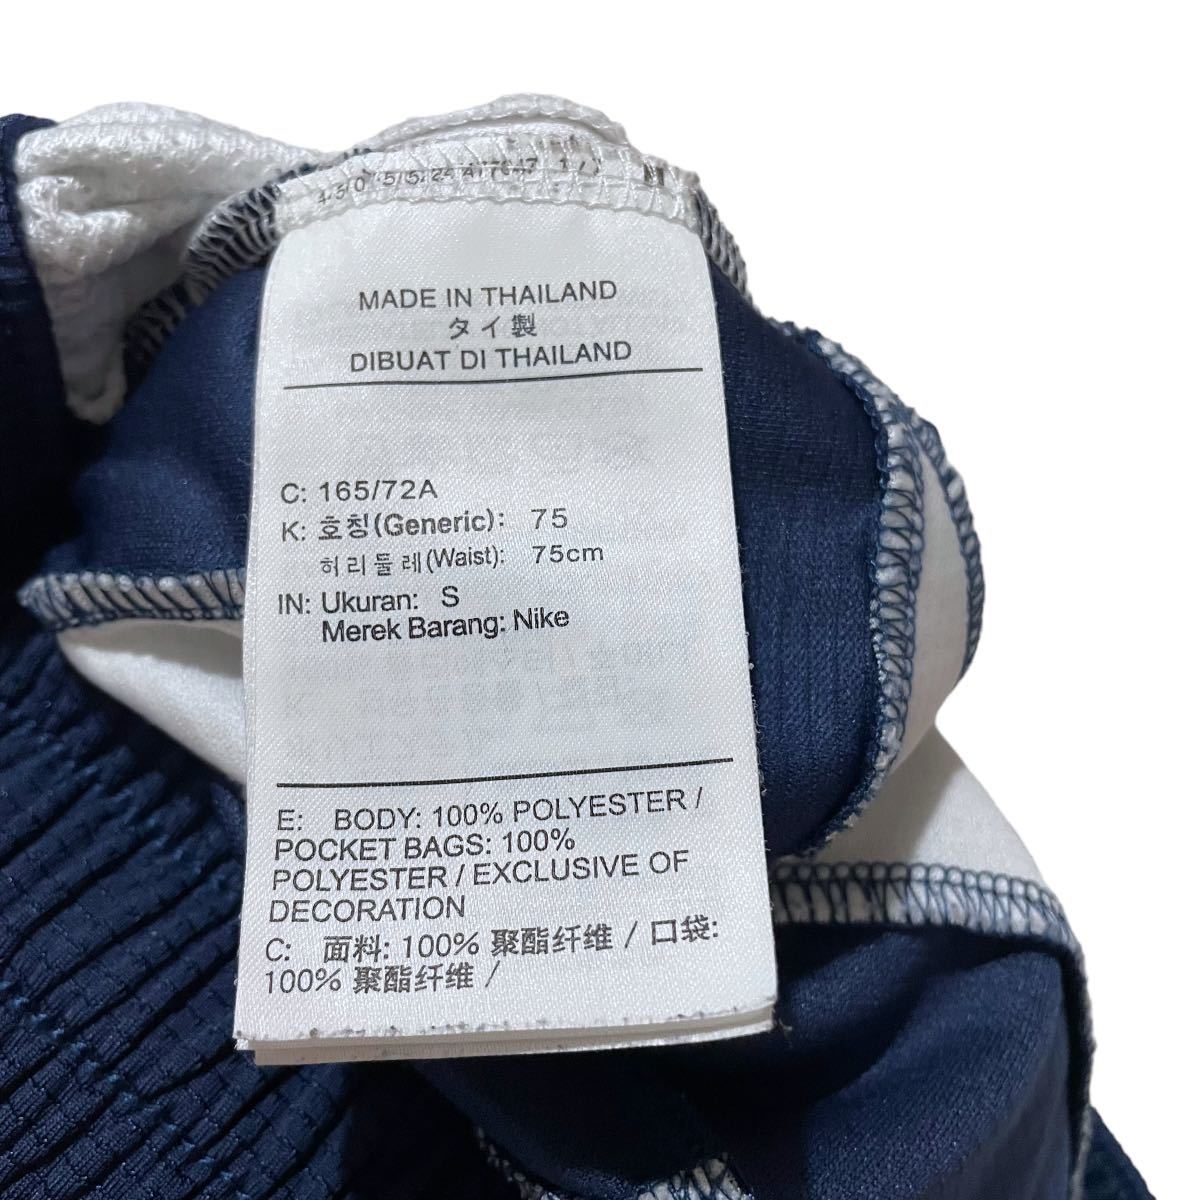 MADE IN THAILAND
タイ製
DIBUAT DI THAILAND
C: 165/72A
K: 호칭(Generic): 75
허리둘레(Waist): 75cm
IN: Ukuran: S
Merek Barang: Nike
E: BODY: 100% POLYESTER /
POCKET BAGS: 100%
POLYESTER / EXCLUSIVE OF
DECORATION
C: 面料: 100% 聚酯纤维 / 口袋:
100% 聚酯纤维 /